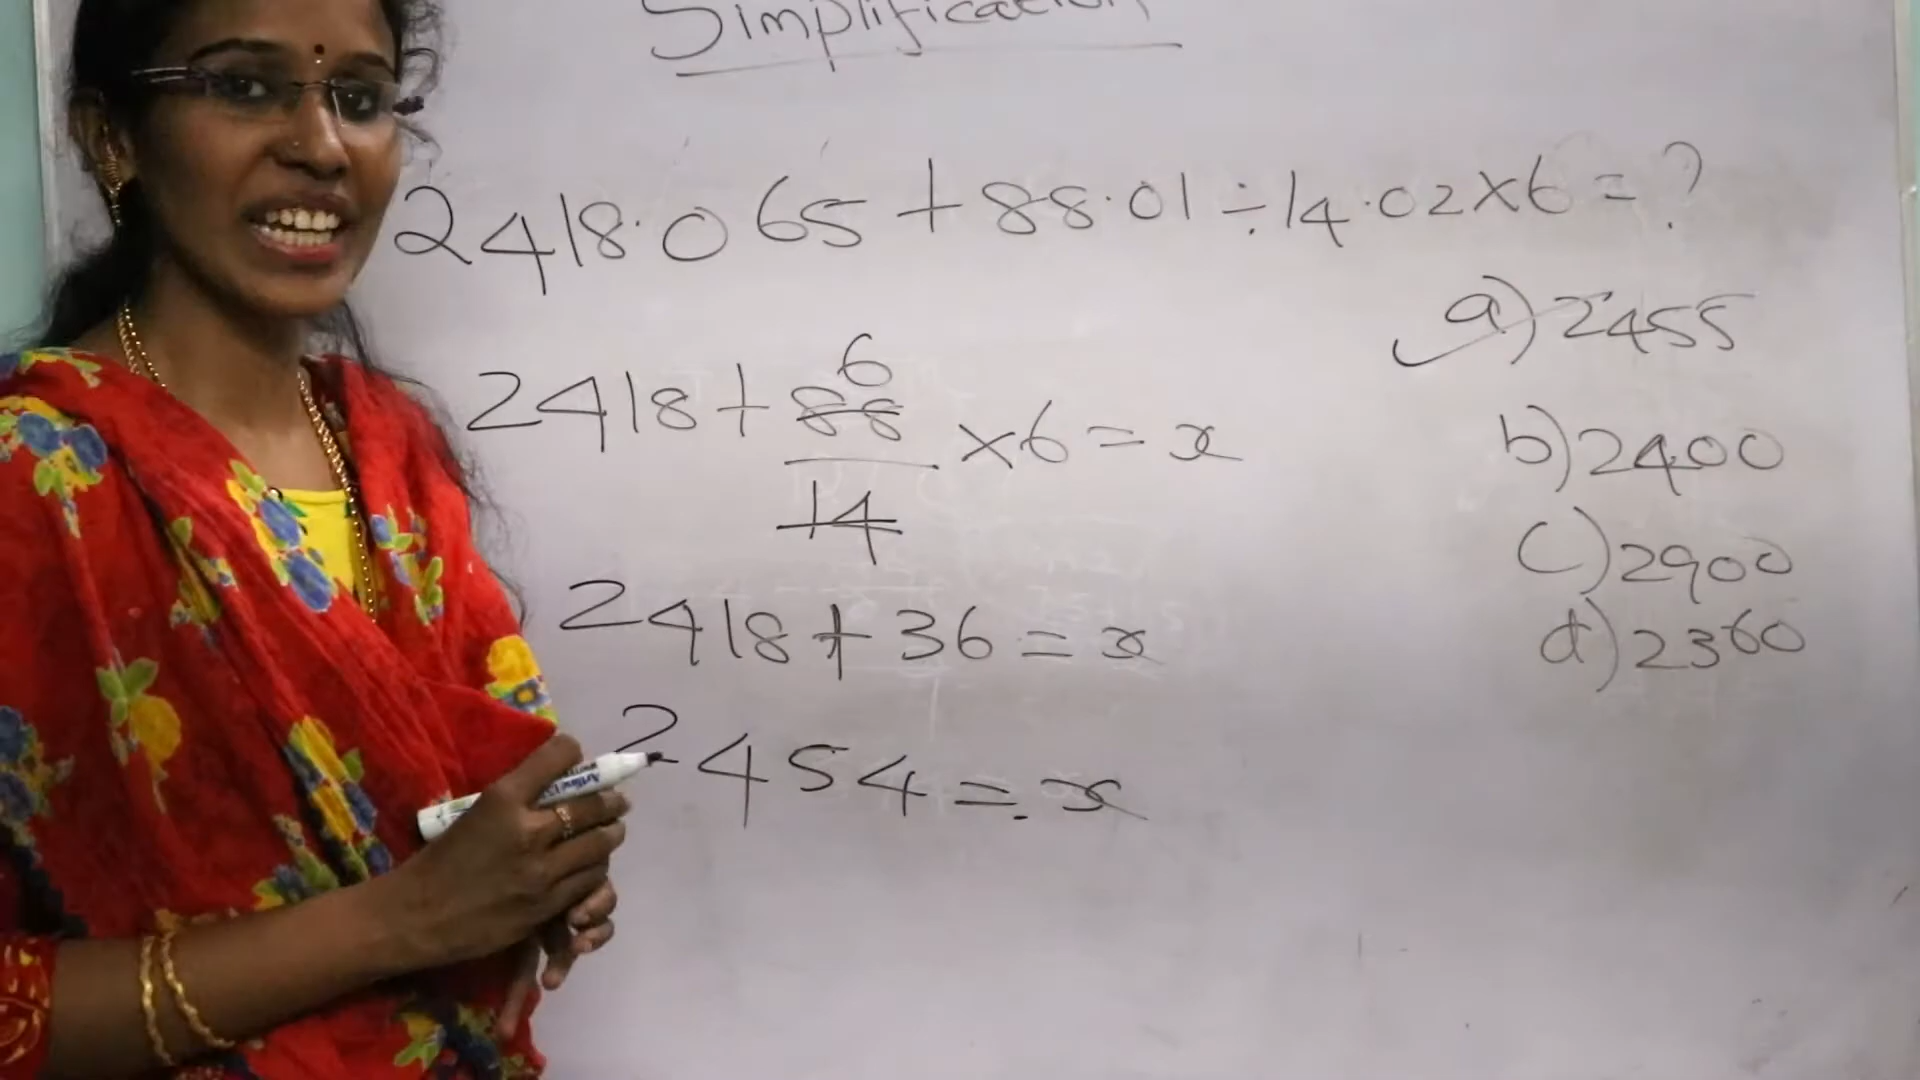 Simplification
2418.065+88.01÷14.02×6=?
a) 2455
6
2418+88/14×6=x
b) 2400
c) 2900
2418+36=x
d) 2360
2454=x